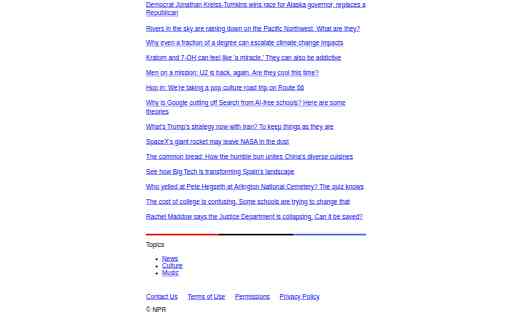 Democrat Jonathan Kreiss-Tomkins wins race for Alaska governor, replaces a
Republican
Rivers in the sky are raining down on the Pacific Northwest. What are they?
Why even a fraction of a degree can escalate climate change impacts
Kratom and 7-OH can feel like 'a miracle.' They can also be addictive
Men on a mission: U2 is back, again. Are they cool this time?
Hop in: We're taking a pop culture road trip on Route 66
Why is Google cutting off Search from AI-free schools? Here are some
theories
What's Trump's strategy now with Iran? To keep things as they are
SpaceX's giant rocket may leave NASA in the dust
The common bread: How the humble bun unites China's diverse cuisines
See how Big Tech is transforming Spain's landscape
Who yelled at Pete Hegseth at Arlington National Cemetery? The quiz knows
The cost of college is confusing. Some schools are trying to change that
Rachel Maddow says the Justice Department is collapsing. Can it be saved?
Topics
News
Culture
Music
Contact Us Terms of Use Permissions Privacy Policy
© NPR